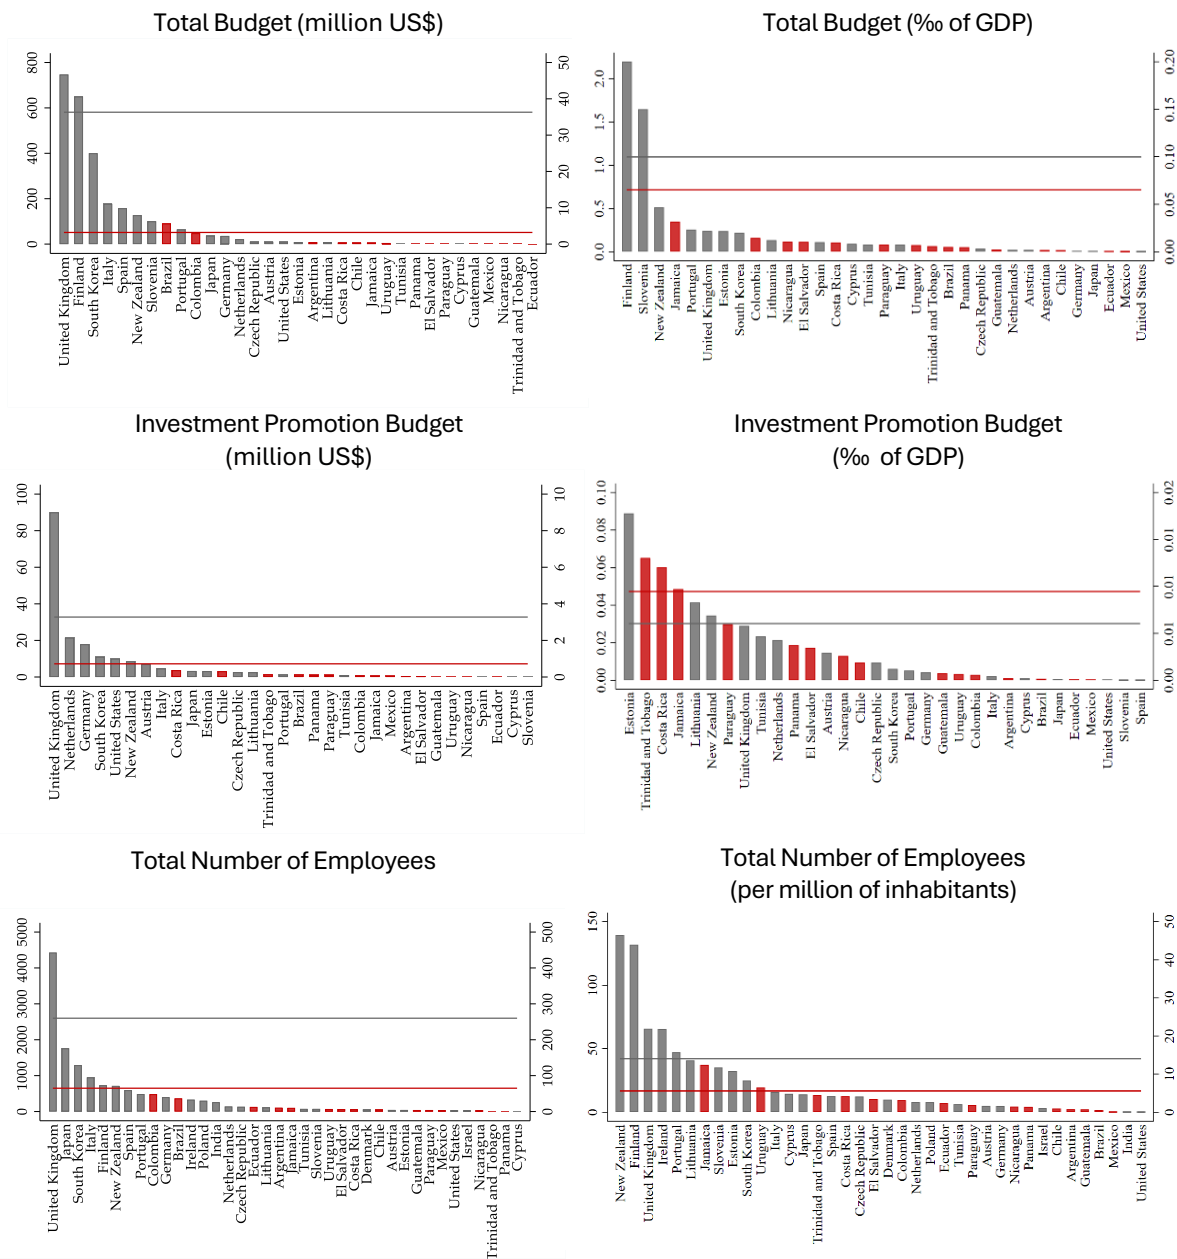 Total Budget (million US$)
800
600
400
200
0
50
40
30
20
10
0
United Kingdom
Finland
South Korea
Italy
Spain
New Zealand
Slovenia
Brazil
Portugal
Colombia
Japan
Germany
Netherlands
Czech Republic
Austria
United States
Estonia
Argentina
Lithuania
Costa Rica
Chile
Jamaica
Uruguay
Tunisia
Panama
El Salvador
Paraguay
Cyprus
Guatemala
Mexico
Nicaragua
Trinidad and Tobago
Ecuador
Total Budget (‰ of GDP)
2.0
1.5
1.0
0.5
0.0
0.20
0.15
0.10
0.05
0.00
Finland
Slovenia
New Zealand
Jamaica
Portugal
United Kingdom
Estonia
South Korea
Colombia
Lithuania
Nicaragua
El Salvador
Spain
Costa Rica
Cyprus
Tunisia
Paraguay
Italy
Uruguay
Trinidad and Tobago
Brazil
Panama
Czech Republic
Guatemala
Netherlands
Austria
Argentina
Chile
Germany
Japan
Ecuador
Mexico
United States
Investment Promotion Budget
(million US$)
100
80
60
40
20
0
10
8
6
4
2
0
United Kingdom
Netherlands
Germany
South Korea
United States
New Zealand
Austria
Italy
Costa Rica
Japan
Estonia
Chile
Czech Republic
Lithuania
Trinidad and Tobago
Portugal
Brazil
Panama
Paraguay
Tunisia
Colombia
Jamaica
Mexico
Argentina
El Salvador
Guatemala
Uruguay
Nicaragua
Spain
Ecuador
Cyprus
Slovenia
Investment Promotion Budget
(‰ of GDP)
0.10
0.08
0.06
0.04
0.02
0.00
0.02
0.01
0.01
0.01
0.00
Estonia
Trinidad and Tobago
Costa Rica
Jamaica
Lithuania
New Zealand
Paraguay
United Kingdom
Tunisia
Netherlands
Panama
El Salvador
Austria
Nicaragua
Chile
Czech Republic
South Korea
Portugal
Germany
Guatemala
Uruguay
Colombia
Italy
Argentina
Cyprus
Brazil
Japan
Ecuador
Mexico
United States
Slovenia
Spain
Total Number of Employees
5000
4000
3000
2000
1000
0
500
400
300
200
100
0
United Kingdom
Japan
South Korea
Italy
Finland
New Zealand
Spain
Portugal
Colombia
Germany
Brazil
Ireland
Poland
India
Netherlands
Czech Republic
Ecuador
Lithuania
Argentina
Jamaica
Tunisia
Slovenia
Uruguay
El Salvador
Costa Rica
Denmark
Chile
Austria
Estonia
Guatemala
Paraguay
Mexico
United States
Israel
Nicaragua
Trinidad and Tobago
Panama
Cyprus
Total Number of Employees
(per million of inhabitants)
150
100
50
0
50
40
30
20
10
0
New Zealand
Finland
United Kingdom
Ireland
Portugal
Lithuania
Jamaica
Slovenia
Estonia
South Korea
Uruguay
Italy
Cyprus
Japan
Trinidad and Tobago
Spain
Costa Rica
Czech Republic
El Salvador
Denmark
Colombia
Netherlands
Poland
Ecuador
Tunisia
Paraguay
Austria
Germany
Nicaragua
Panama
Israel
Chile
Argentina
Guatemala
Brazil
Mexico
India
United States